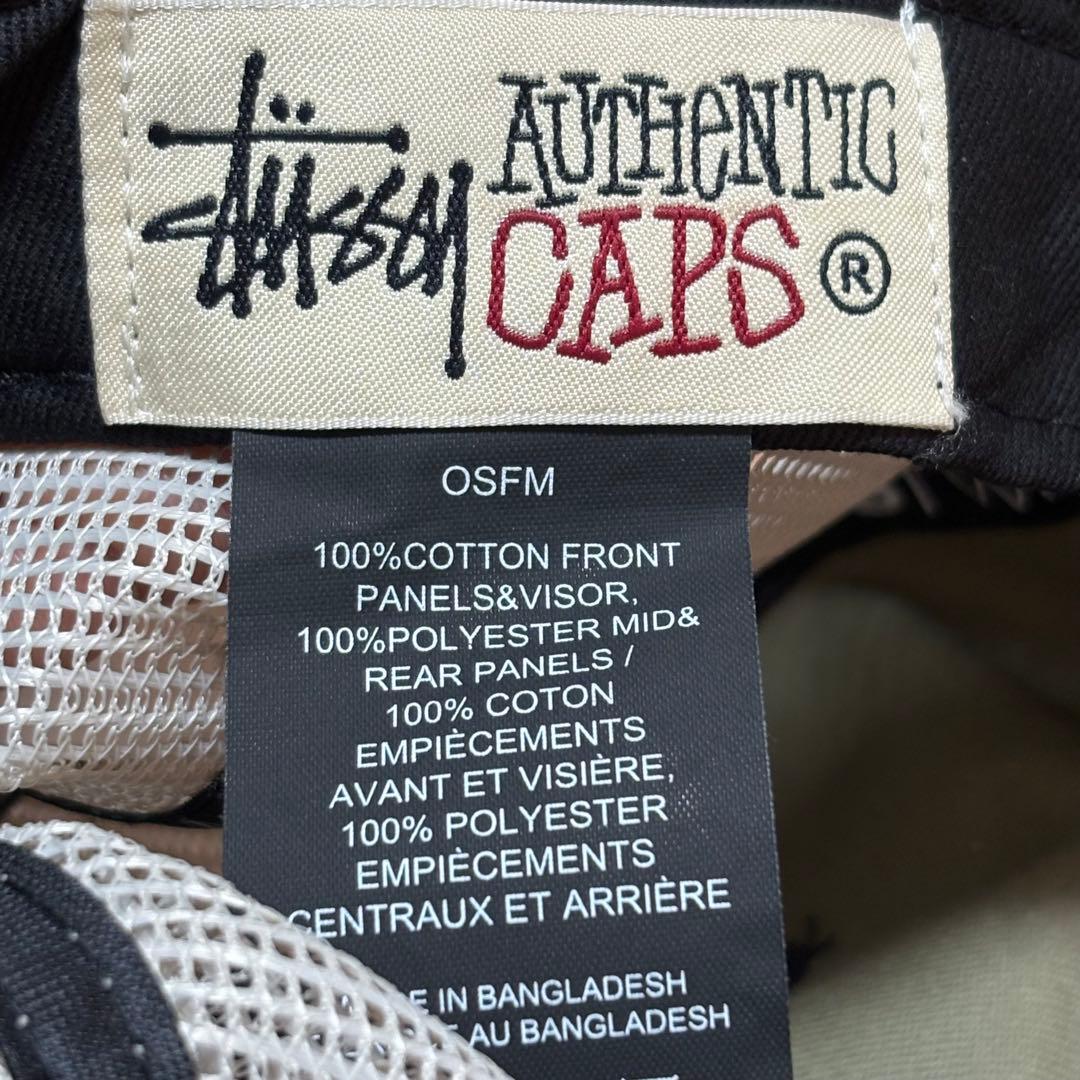 Stüssy AUTHENTIC
CAPS ®
OSFM
100%COTTON FRONT
PANELS&VISOR,
100%POLYESTER MID&
REAR PANELS /
100% COTON
EMPIÈCEMENTS
AVANT ET VISIÈRE,
100% POLYESTER
EMPIÈCEMENTS
CENTRAUX ET ARRIÈRE
IN BANGLADESH
AU BANGLADESH